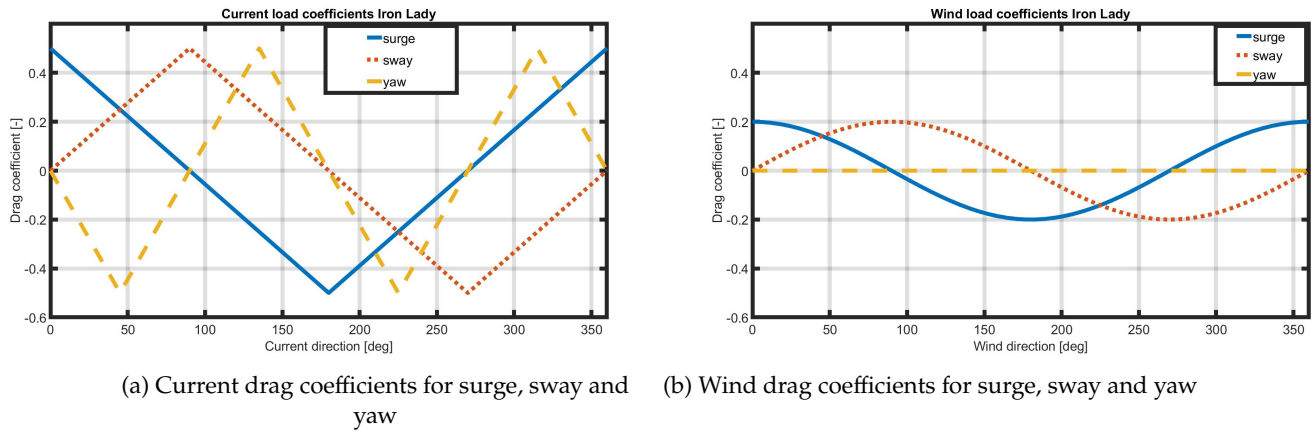 Current load coefficients Iron Lady
surge
sway
yaw
0.4
0.2
0
-0.2
-0.4
-0.6
Drag coefficient [-]
0 50 100 150 200 250 300 350
Current direction [deg]
(a) Current drag coefficients for surge, sway and
yaw
Wind load coefficients Iron Lady
surge
sway
yaw
0.4
0.2
0
-0.2
-0.4
-0.6
Drag coefficient [-]
0 50 100 150 200 250 300 350
Wind direction [deg]
(b) Wind drag coefficients for surge, sway and yaw